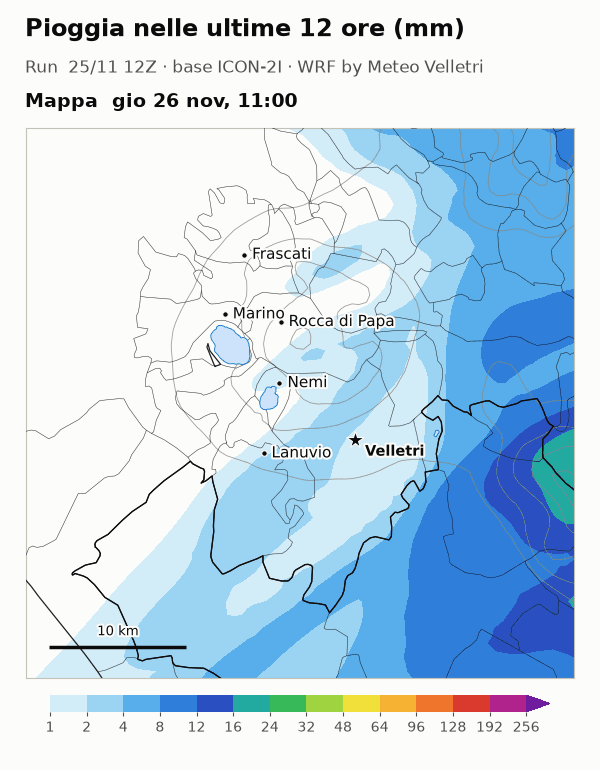 Pioggia nelle ultime 12 ore (mm)
Run 25/11 12Z · base ICON-2I · WRF by Meteo Velletri
Mappa gio 26 nov, 11:00
Frascati
Marino
Rocca di Papa
Nemi
Velletri
Lanuvio
10 km
1 2 4 8 12 16 24 32 48 64 96 128 192 256